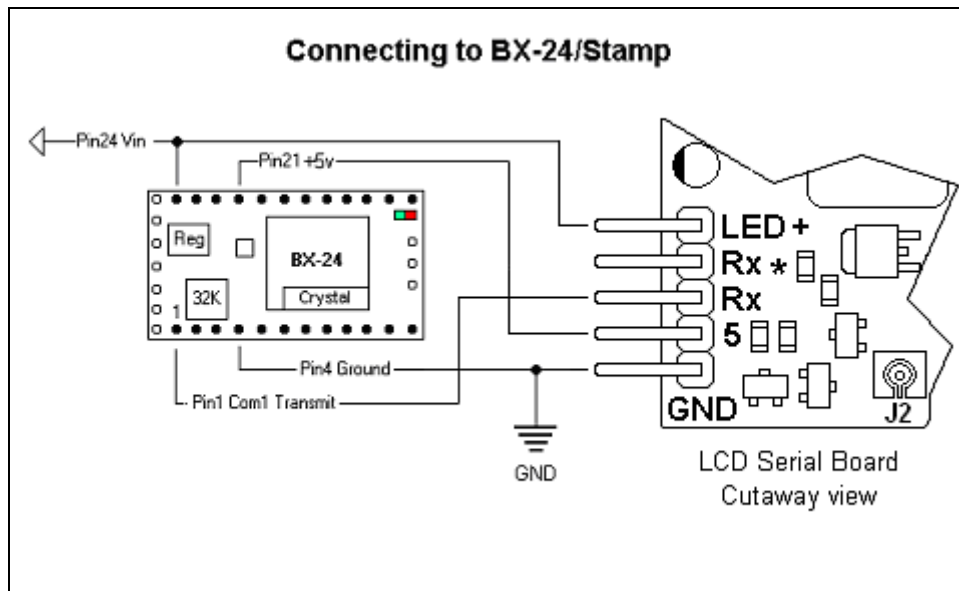 Connecting to BX-24/Stamp
Pin24 Vin
Pin21 +5v
LED +
Reg
BX-24
Rx *
Crystal
32K
1
Rx
5
Pin4 Ground
Pin1 Com1 Transmit
GND
J2
GND
LCD Serial Board
Cutaway view